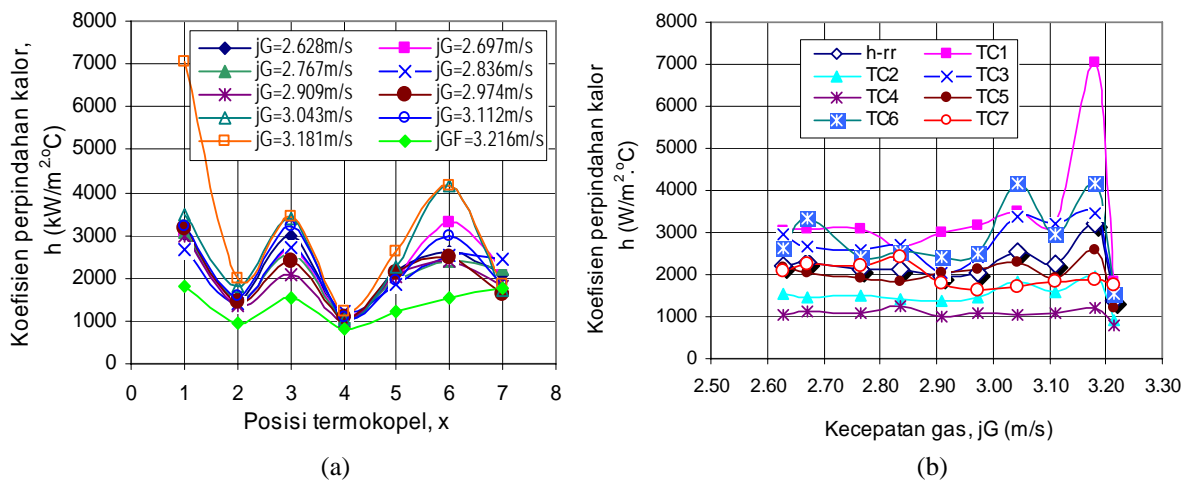 8000
7000
6000
5000
4000
3000
2000
1000
0
Koefisien perpindahan kalor,
h (kW/m².ºC)
jG=2.628m/s
jG=2.697m/s
jG=2.767m/s
jG=2.836m/s
jG=2.909m/s
jG=2.974m/s
jG=3.043m/s
jG=3.112m/s
jG=3.181m/s
jGF=3.216m/s
0 1 2 3 4 5 6 7 8
Posisi termokopel, x
(a)
8000
7000
6000
5000
4000
3000
2000
1000
0
Koefisien perpindahan kalor
h (W/m².ºC)
h-rr
TC1
TC2
TC3
TC4
TC5
TC6
TC7
2.50 2.60 2.70 2.80 2.90 3.00 3.10 3.20 3.30
Kecepatan gas, jG (m/s)
(b)